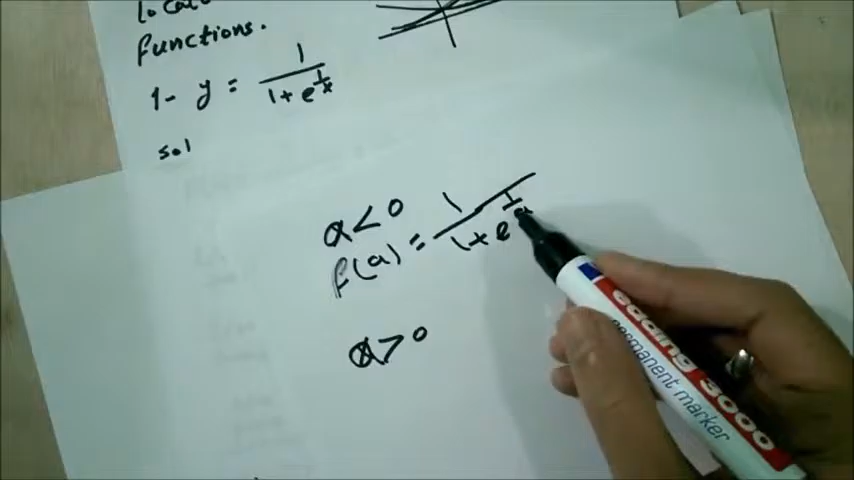 Functions.
1- y = 1 / 1+ e^1/x
sol
a < 0
f(a) = 1 / 1+ e^1/a
a > 0
edding 3000
permanent marker